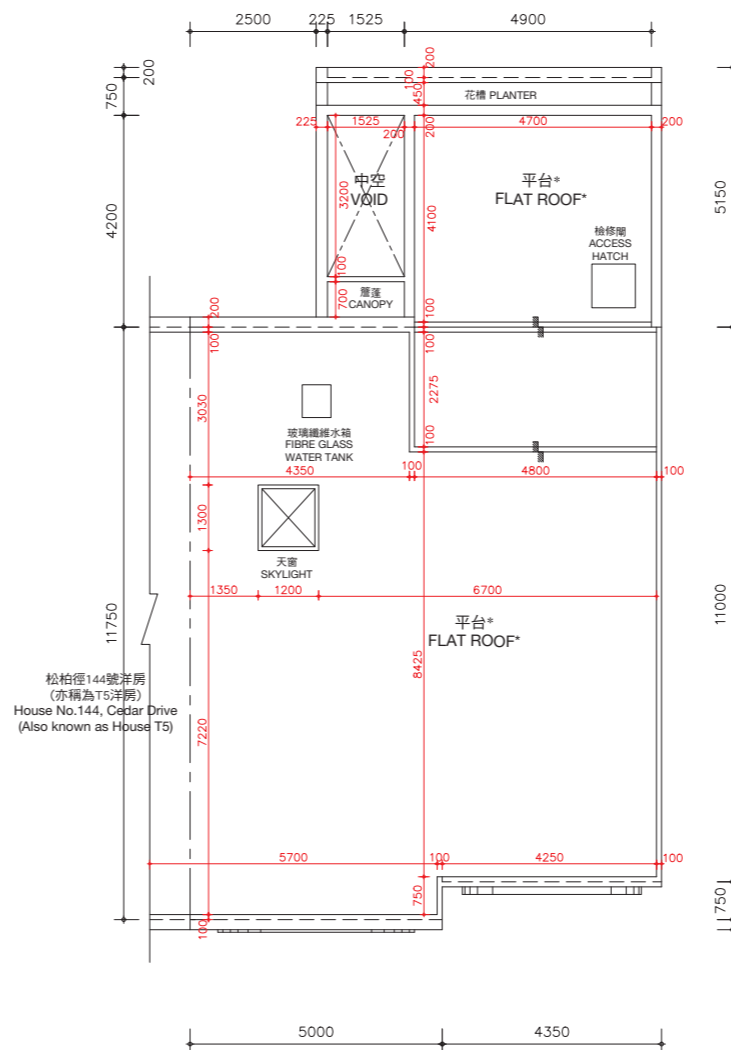 2500
225
1525
4900
200
750
200
100
450
花槽 PLANTER
225
1525
200
200
4700
200
4200
3200
中空
VOID
平台*
FLAT ROOF*
4100
檢修閘
ACCESS
HATCH
5150
100
700
簷蓬
CANOPY
200
100
100
100
3030
2275
玻璃纖維水箱
FIBRE GLASS
WATER TANK
100
4350
100
4800
100
1300
天窗
SKYLIGHT
1350
1200
6700
11750
11000
平台*
FLAT ROOF*
8425
松柏徑144號洋房
(亦稱為T5洋房)
House No.144, Cedar Drive
(Also known as House T5)
7220
5700
100
4250
100
750
750
100
5000
4350